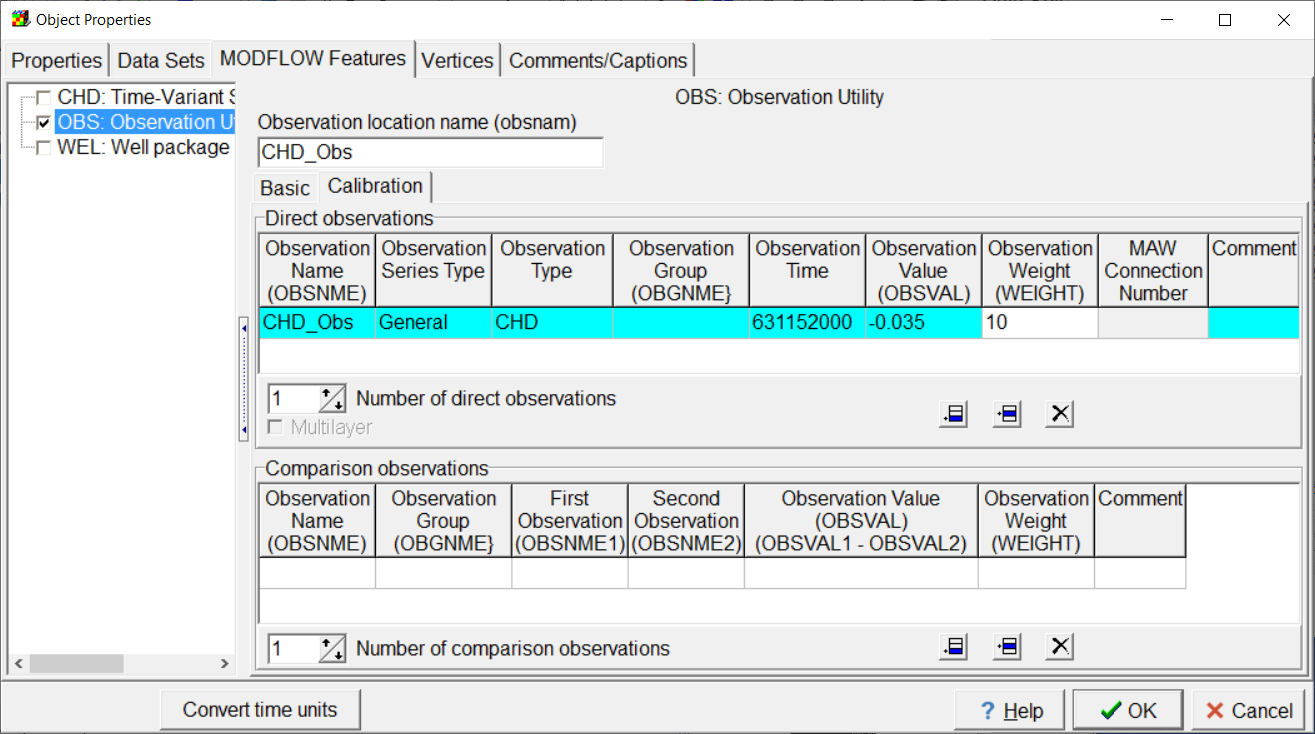 Object Properties
Properties Data Sets MODFLOW Features Vertices Comments/Captions
CHD: Time-Variant S
OBS: Observation Ut
WEL: Well package
OBS: Observation Utility
Observation location name (obsnam)
CHD_Obs
Basic Calibration
Direct observations
Observation Name (OBSNME) Observation Series Type Observation Type Observation Group (OBGNME} Observation Time Observation Value (OBSVAL) Observation Weight (WEIGHT) MAW Connection Number Comment
CHD_Obs General CHD 631152000 -0.035 10
1 Number of direct observations
Multilayer
Comparison observations
Observation Name (OBSNME) Observation Group (OBGNME} First Observation (OBSNME1) Second Observation (OBSNME2) Observation Value (OBSVAL) (OBSVAL1 - OBSVAL2) Observation Weight (WEIGHT) Comment
1 Number of comparison observations
Convert time units ? Help OK Cancel